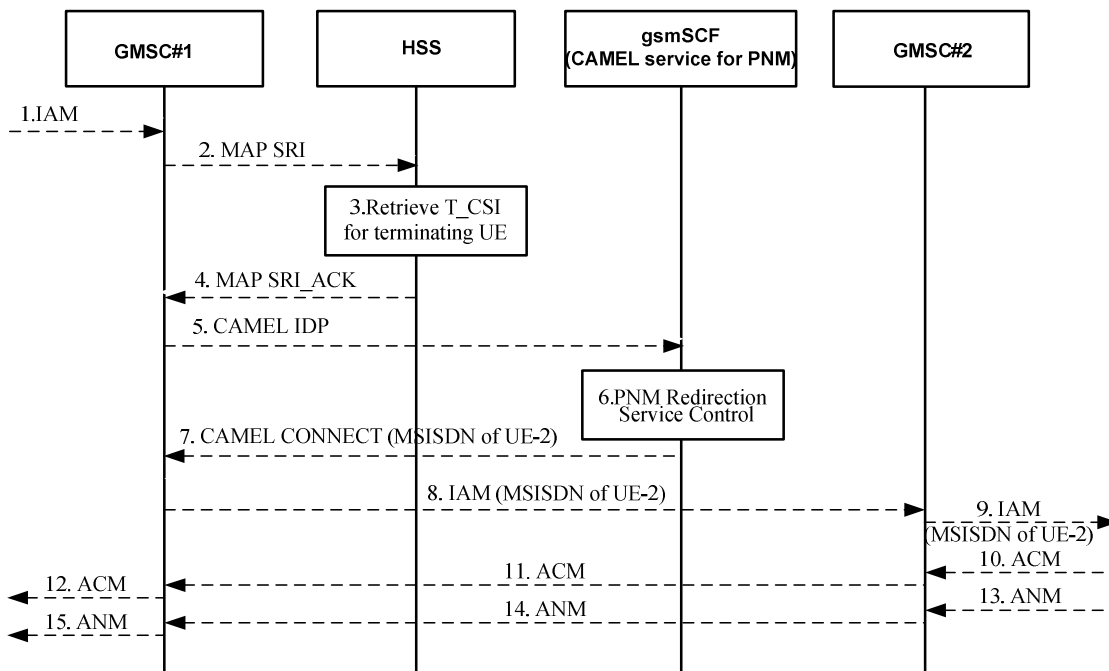 GMSC#1
HSS
gsmSCF
(CAMEL service for PNM)
GMSC#2
1.IAM
2. MAP SRI
3.Retrieve T_CSI
for terminating UE
4. MAP SRI_ACK
5. CAMEL IDP
6.PNM Redirection
Service Control
7. CAMEL CONNECT (MSISDN of UE-2)
8. IAM (MSISDN of UE-2)
9. IAM
(MSISDN of UE-2)
10. ACM
11. ACM
12. ACM
13. ANM
14. ANM
15. ANM